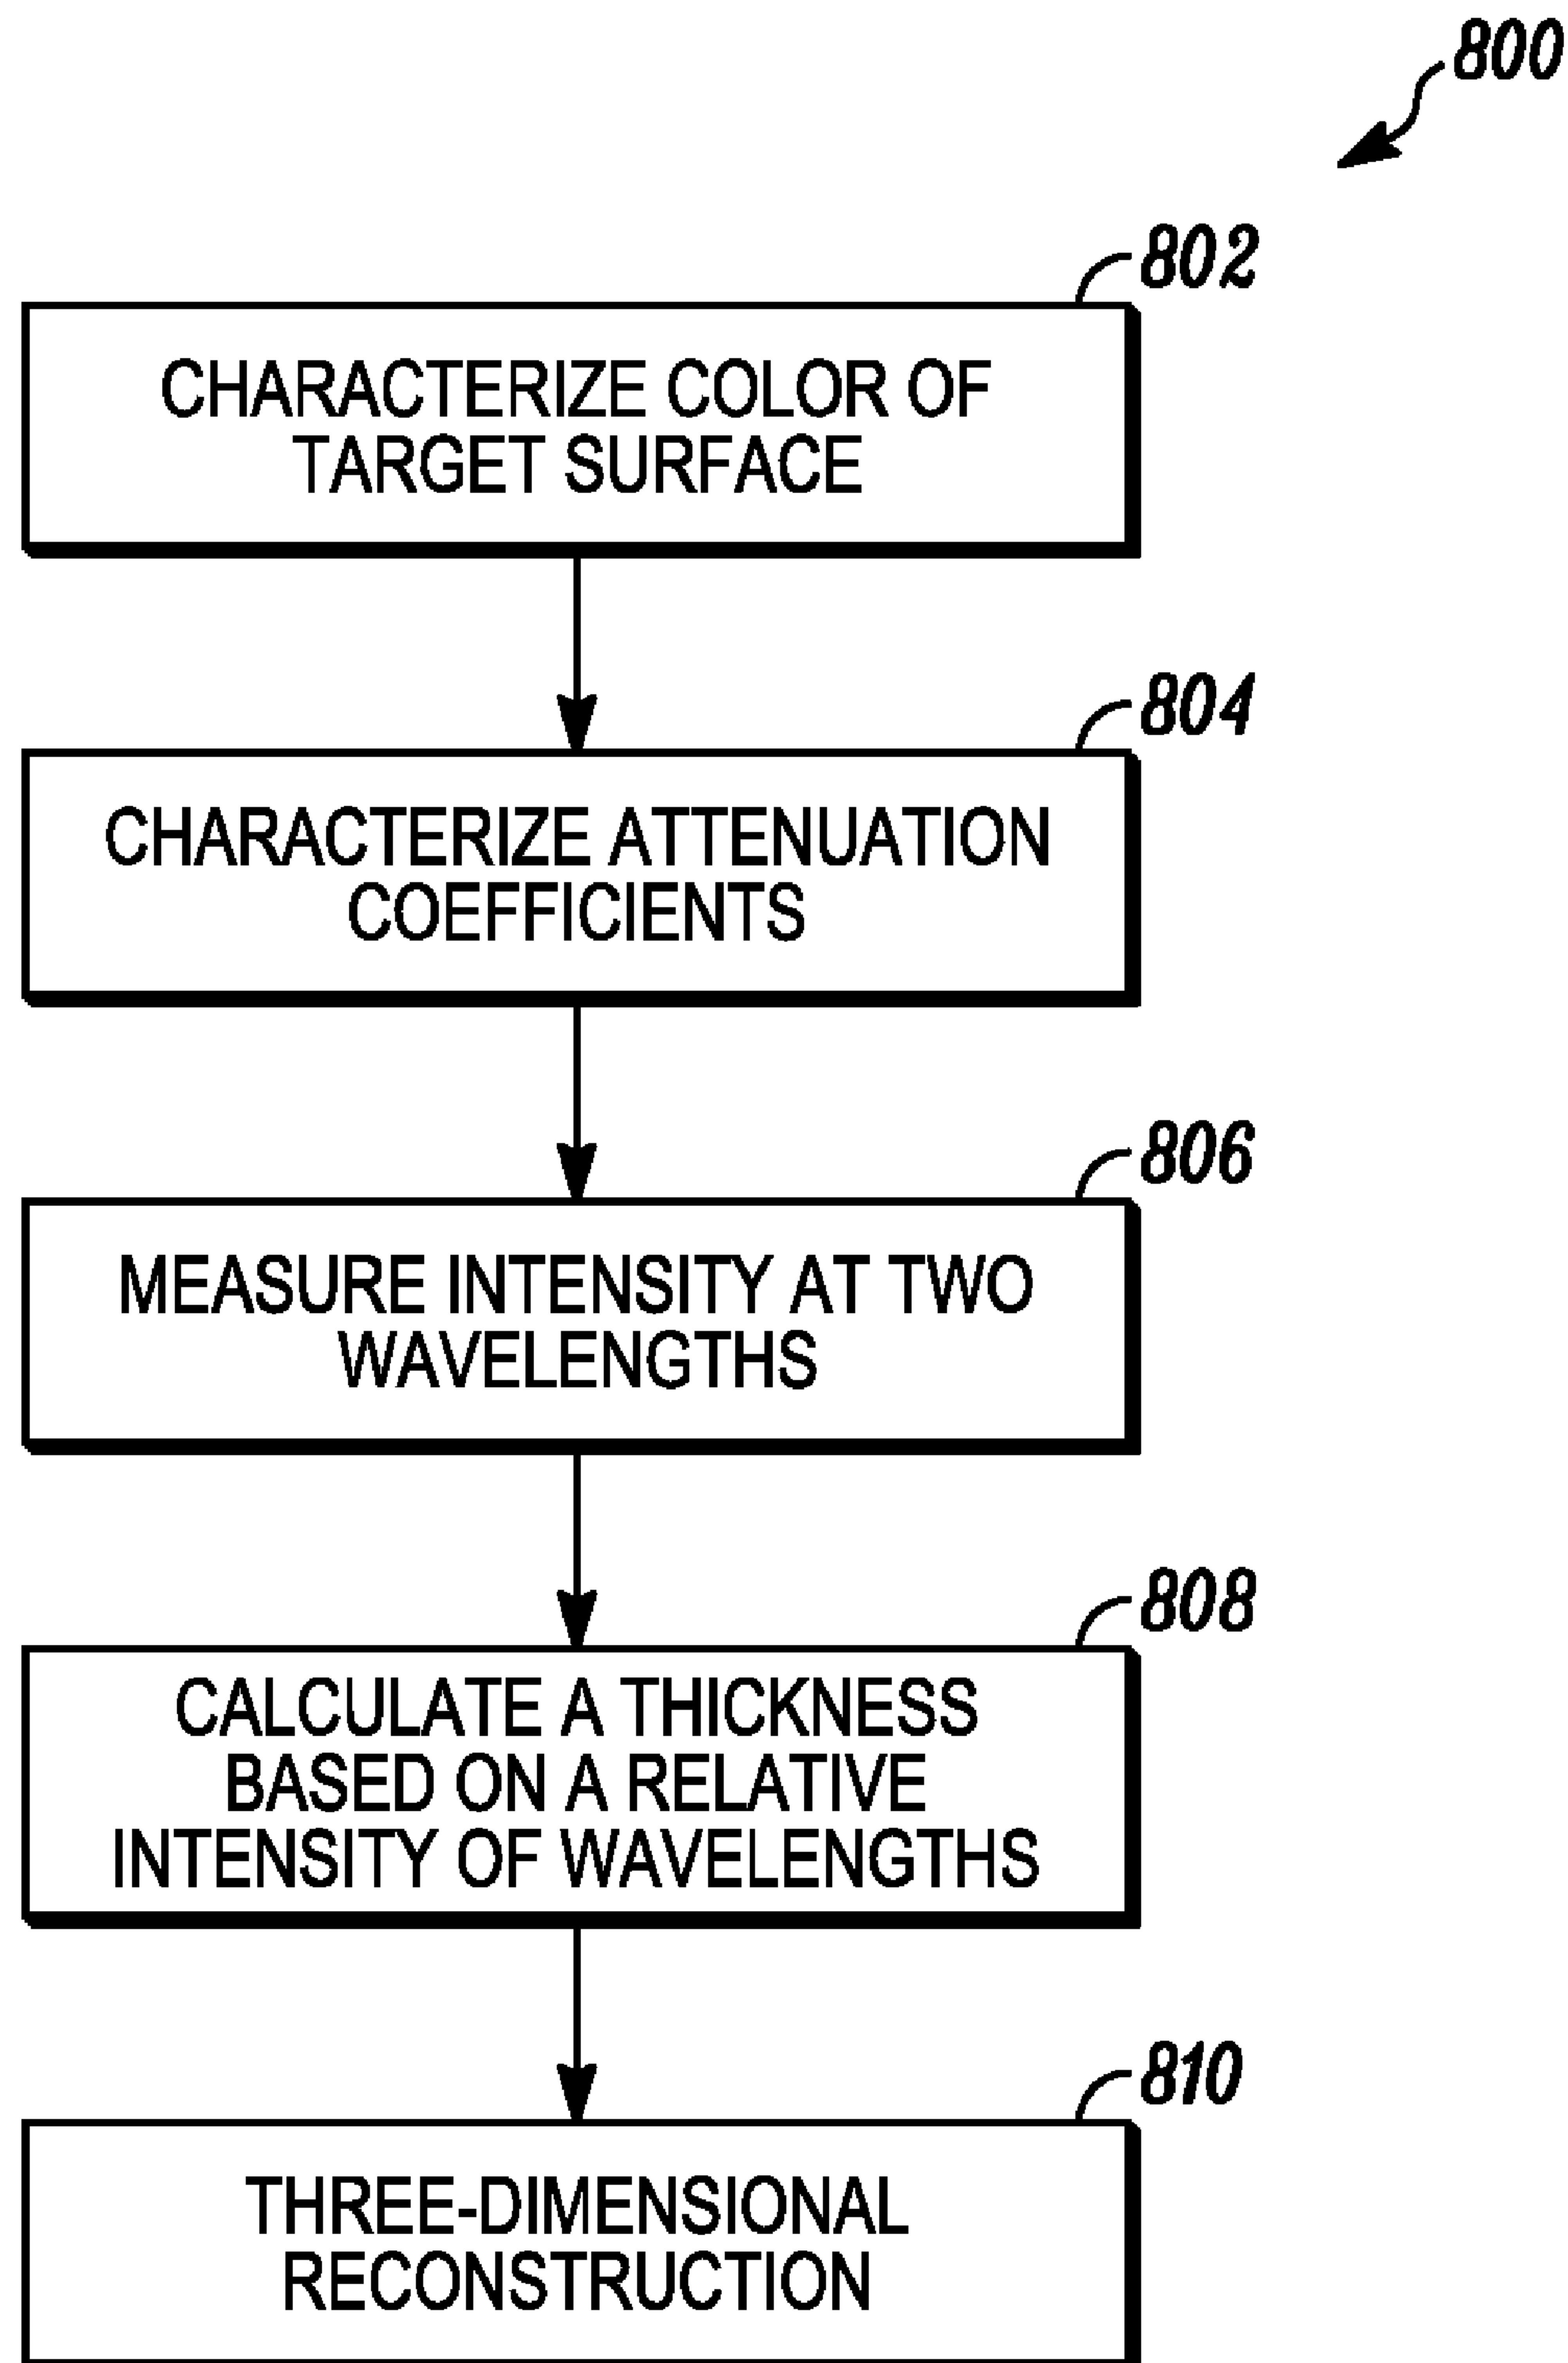 800
802
CHARACTERIZE COLOR OF
TARGET SURFACE
804
CHARACTERIZE ATTENUATION
COEFFICIENTS
806
MEASURE INTENSITY AT TWO
WAVELENGTHS
808
CALCULATE A THICKNESS
BASED ON A RELATIVE
INTENSITY OF WAVELENGTHS
810
THREE-DIMENSIONAL
RECONSTRUCTION